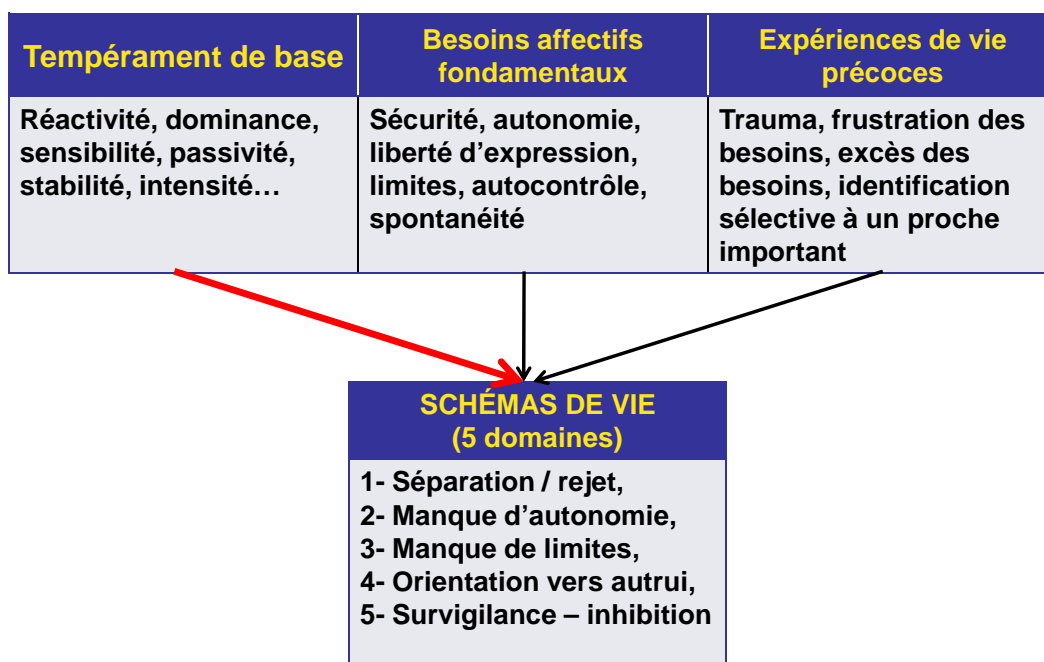 Tempérament de base
Besoins affectifs
fondamentaux
Expériences de vie
précoces
Réactivité, dominance,
sensibilité, passivité,
stabilité, intensité…
Sécurité, autonomie,
liberté d’expression,
limites, autocontrôle,
spontanéité
Trauma, frustration des
besoins, excès des
besoins, identification
sélective à un proche
important
SCHÉMAS DE VIE
(5 domaines)
1- Séparation / rejet,
2- Manque d’autonomie,
3- Manque de limites,
4- Orientation vers autrui,
5- Survigilance – inhibition